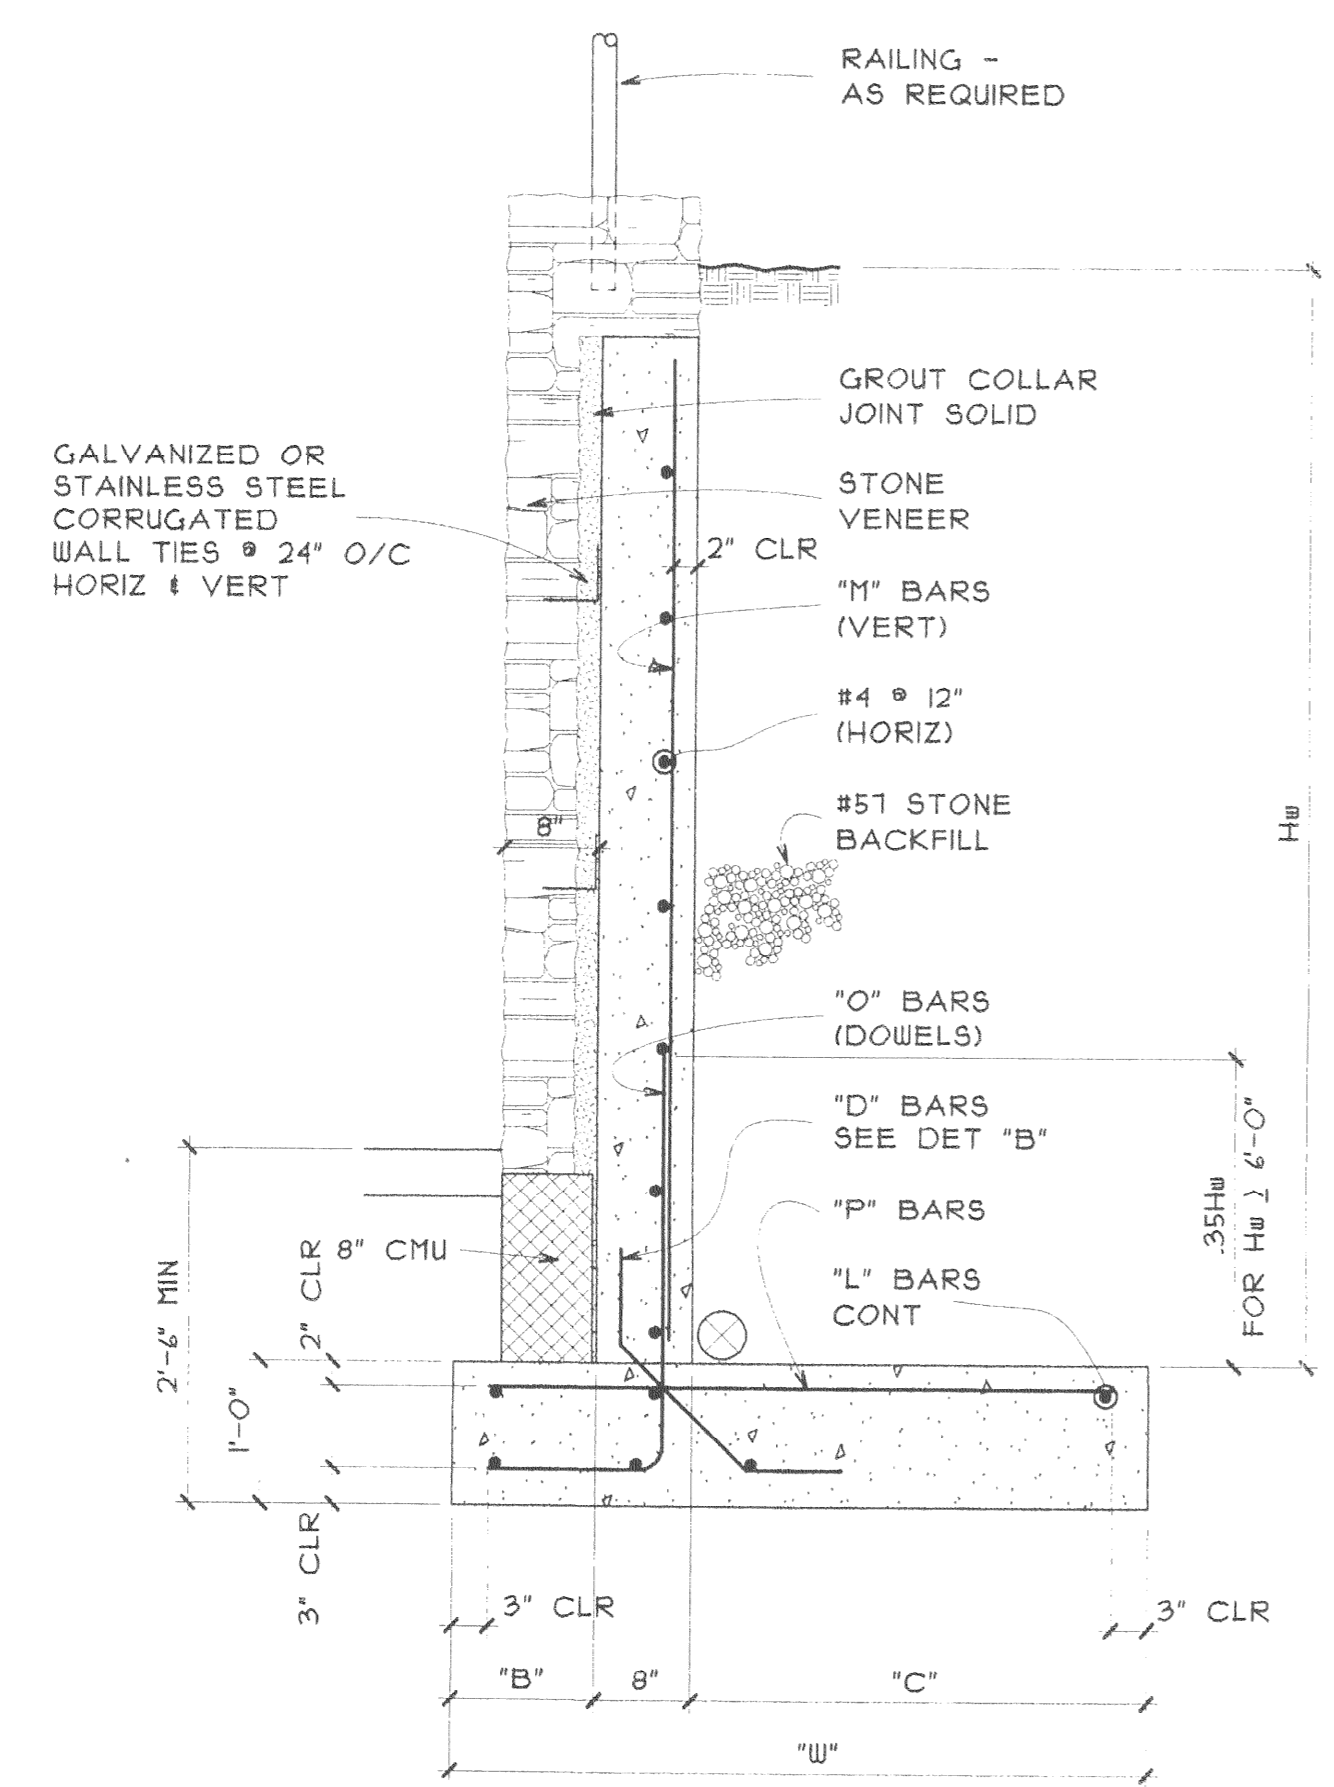 RAILING -
AS REQUIRED
GROUT COLLAR
JOINT SOLID
GALVANIZED OR
STAINLESS STEEL
CORRUGATED
WALL TIES @ 24" O/C
HORIZ & VERT
STONE
VENEER
2" CLR
"M" BARS
(VERT)
#4 @ 12"
(HORIZ)
#57 STONE
BACKFILL
Hw
8"
"O" BARS
(DOWELS)
"D" BARS
SEE DET "B"
"P" BARS
"L" BARS
CONT
.35Hw
FOR Hw ≥ 6'-0"
8" CMU
2" CLR
2'-6" MIN
1'-0"
3" CLR
3" CLR
3" CLR
"B"
8"
"C"
"W"